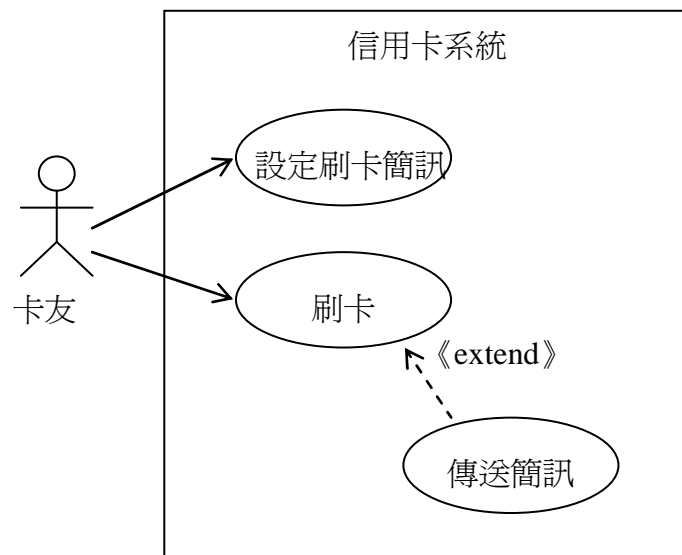 信用卡系統
設定刷卡簡訊
卡友
刷卡
《extend》
傳送簡訊